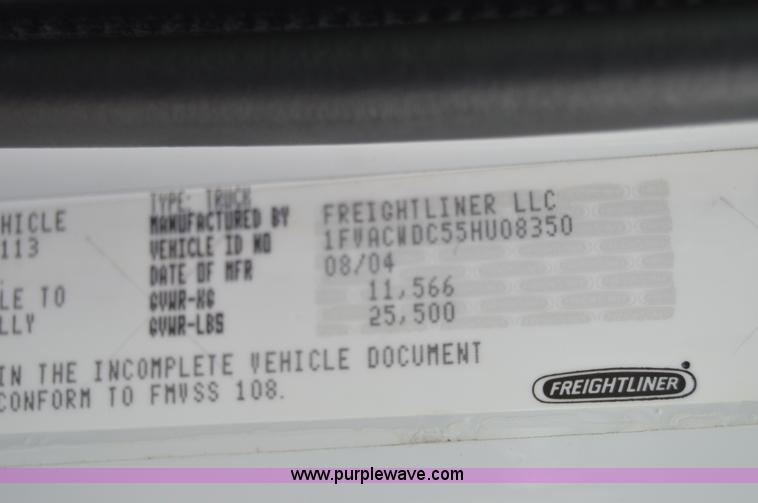 TYPE: TRUCK
HICLE MANUFACTURED BY FREIGHTLINER LLC
113 VEHICLE ID NO 1FVACWDC55HU08350
DATE OF MFR 08/04
LE TO GVWR-KG 11,566
LLY GVWR-LBS 25,500
IN THE INCOMPLETE VEHICLE DOCUMENT
CONFORM TO FMVSS 108.
FREIGHTLINER
www.purplewave.com